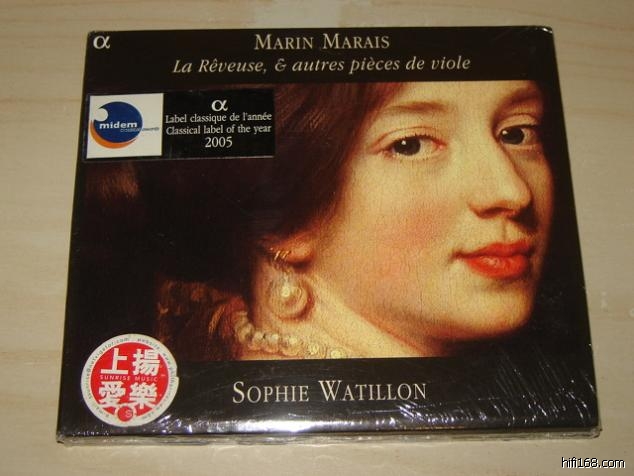 α
MARIN MARAIS
La Rêveuse, & autres pièces de viole
midem
α
Label classique de l'année
Classical label of the year
2005
上揚
SUNRISE MUSIC
愛樂
SOPHIE WATILLON
hifi168.com